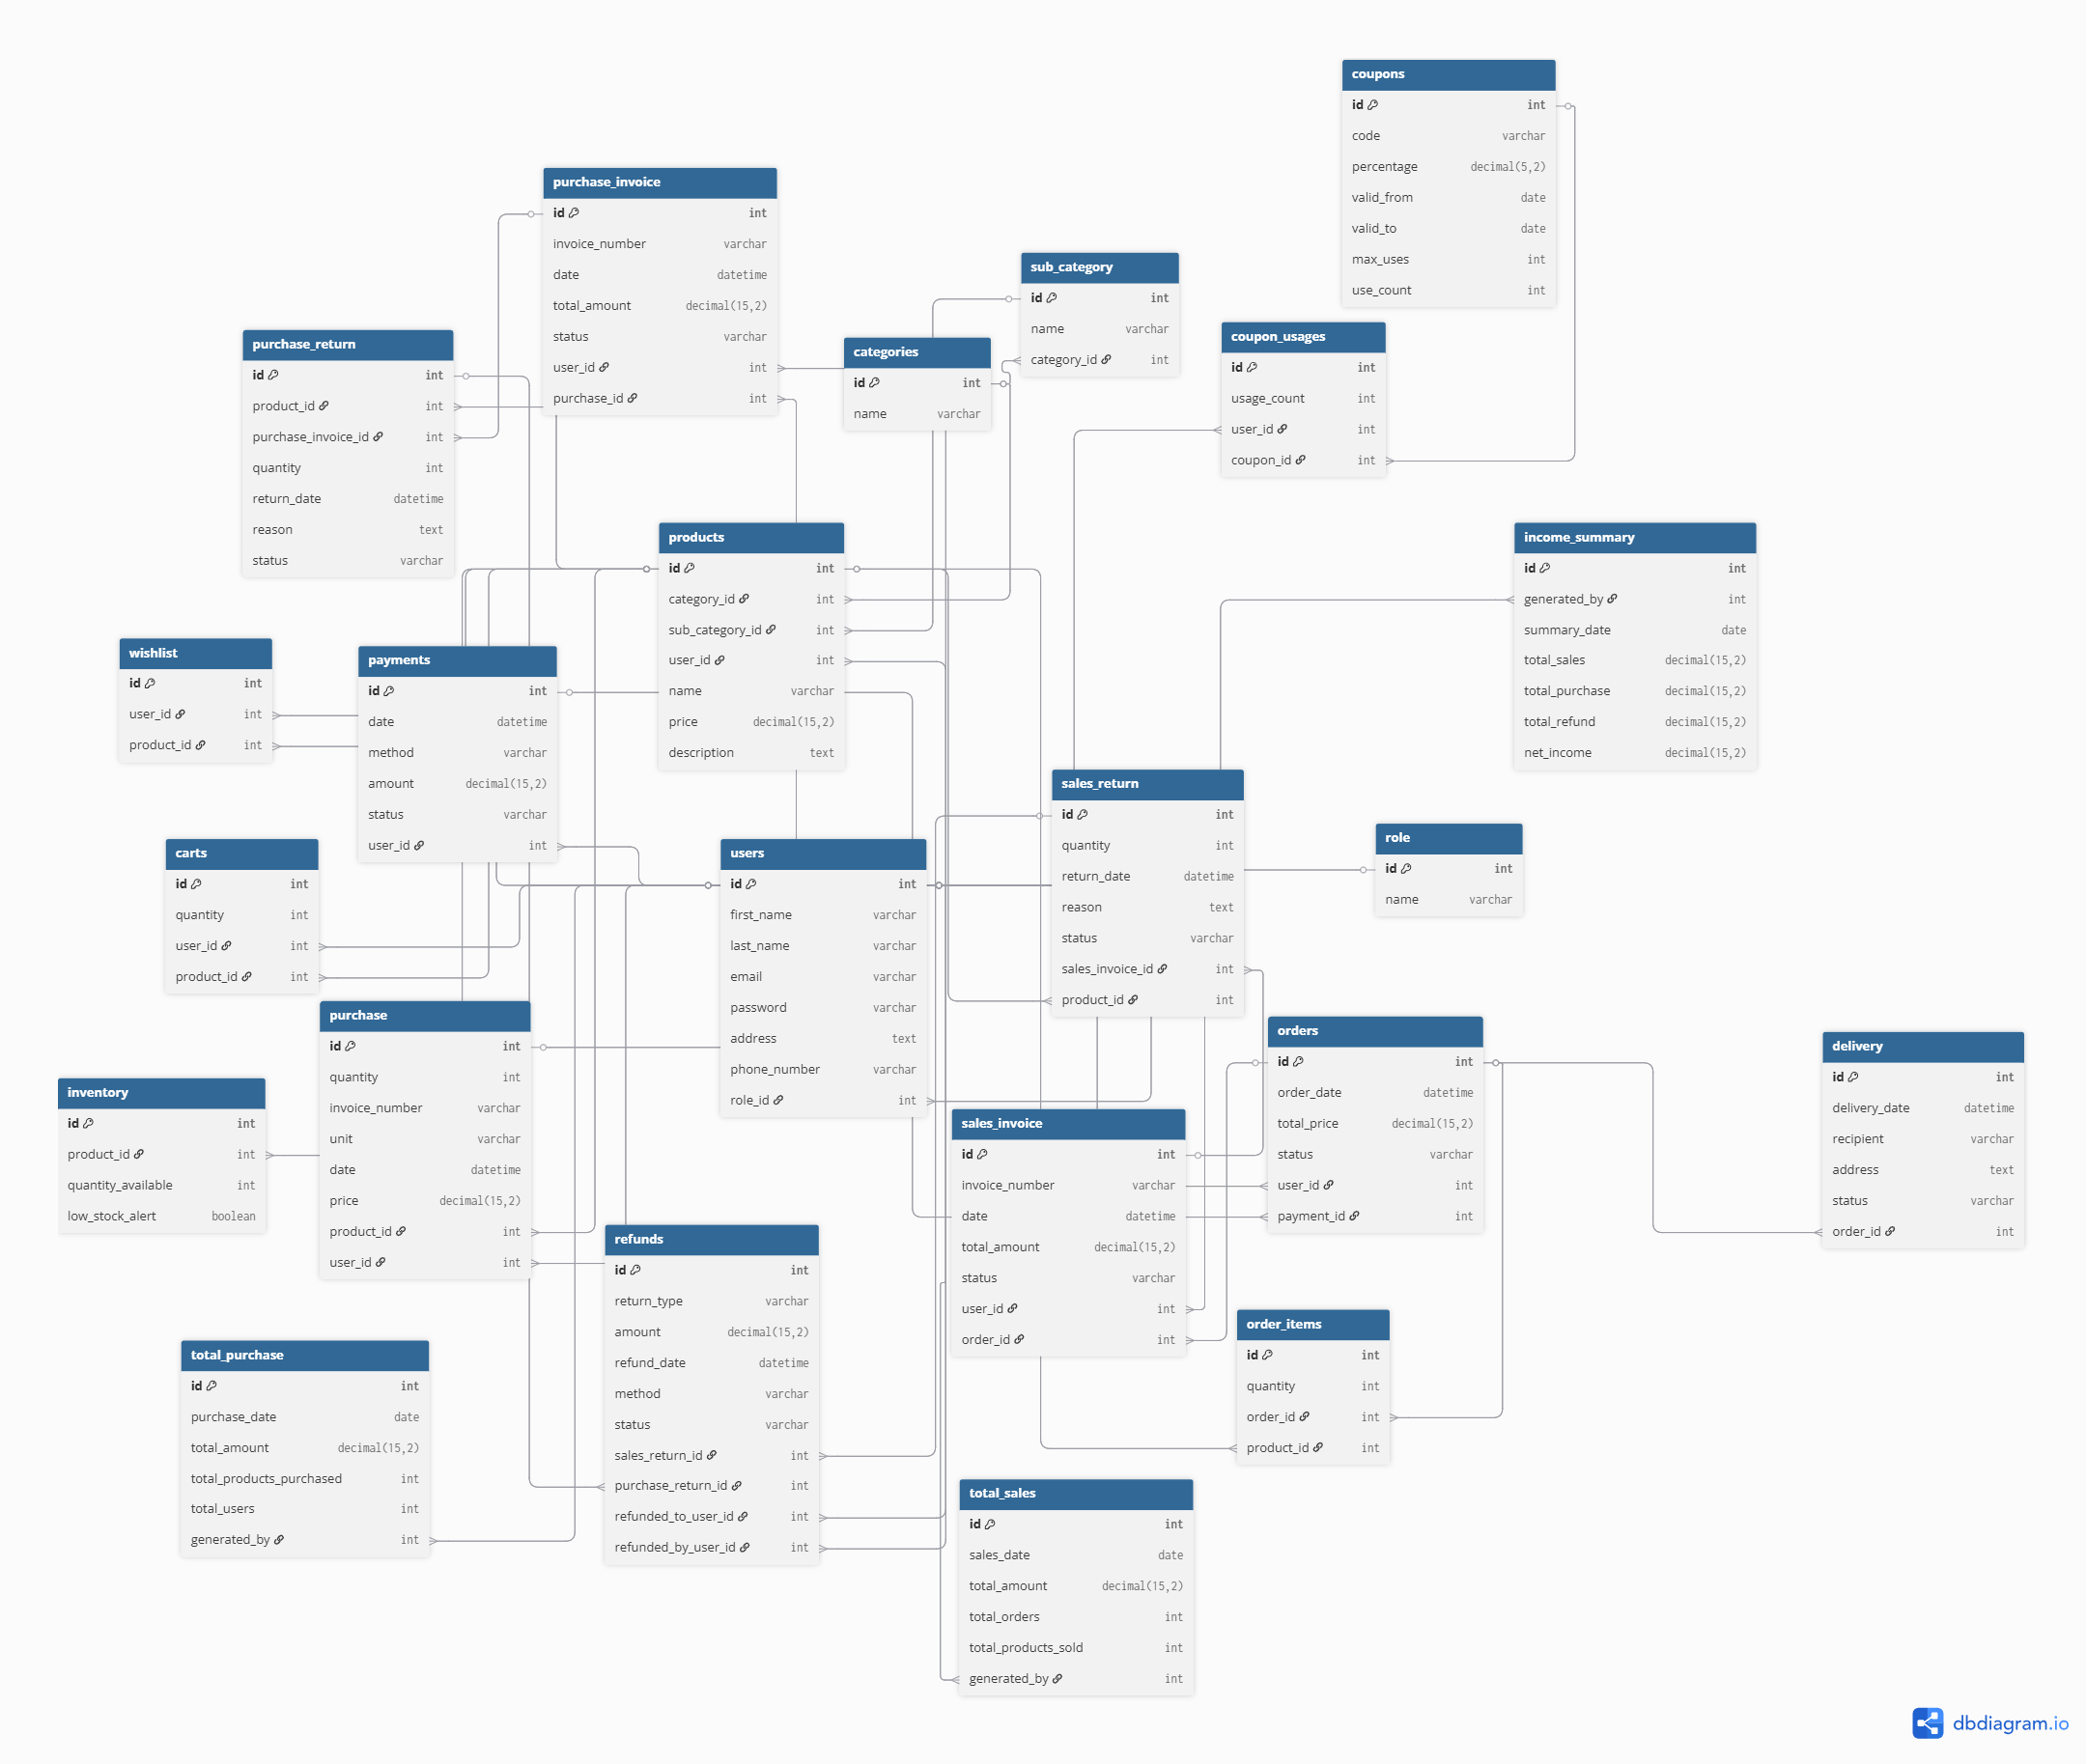 coupons
id int
code varchar
percentage decimal(5,2)
valid_from date
valid_to date
max_uses int
use_count int
purchase_invoice
id int
invoice_number varchar
date datetime
total_amount decimal(15,2)
status varchar
user_id int
purchase_id int
sub_category
id int
name varchar
category_id int
coupon_usages
id int
usage_count int
user_id int
coupon_id int
purchase_return
id int
product_id int
purchase_invoice_id int
quantity int
return_date datetime
reason text
status varchar
categories
id int
name varchar
products
id int
category_id int
sub_category_id int
user_id int
name varchar
price decimal(15,2)
description text
income_summary
id int
generated_by int
summary_date date
total_sales decimal(15,2)
total_purchase decimal(15,2)
total_refund decimal(15,2)
net_income decimal(15,2)
wishlist
id int
user_id int
product_id int
payments
id int
date datetime
method varchar
amount decimal(15,2)
status varchar
user_id int
sales_return
id int
quantity int
return_date datetime
reason text
status varchar
sales_invoice_id int
product_id int
role
id int
name varchar
carts
id int
quantity int
user_id int
product_id int
users
id int
first_name varchar
last_name varchar
email varchar
password varchar
address text
phone_number varchar
role_id int
purchase
id int
quantity int
invoice_number varchar
unit varchar
date datetime
price decimal(15,2)
product_id int
user_id int
orders
id int
order_date datetime
total_price decimal(15,2)
status varchar
user_id int
payment_id int
delivery
id int
delivery_date datetime
recipient varchar
address text
status varchar
order_id int
inventory
id int
product_id int
quantity_available int
low_stock_alert boolean
sales_invoice
id int
invoice_number varchar
date datetime
total_amount decimal(15,2)
status varchar
user_id int
order_id int
refunds
id int
return_type varchar
amount decimal(15,2)
refund_date datetime
method varchar
status varchar
sales_return_id int
purchase_return_id int
refunded_to_user_id int
refunded_by_user_id int
order_items
id int
quantity int
order_id int
product_id int
total_purchase
id int
purchase_date date
total_amount decimal(15,2)
total_products_purchased int
total_users int
generated_by int
total_sales
id int
sales_date date
total_amount decimal(15,2)
total_orders int
total_products_sold int
generated_by int
dbdiagram.io